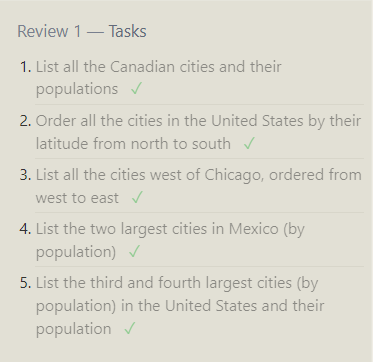 Review 1 — Tasks
1. List all the Canadian cities and their
populations ✓
2. Order all the cities in the United States by their
latitude from north to south ✓
3. List all the cities west of Chicago, ordered from
west to east ✓
4. List the two largest cities in Mexico (by
population) ✓
5. List the third and fourth largest cities (by
population) in the United States and their
population ✓